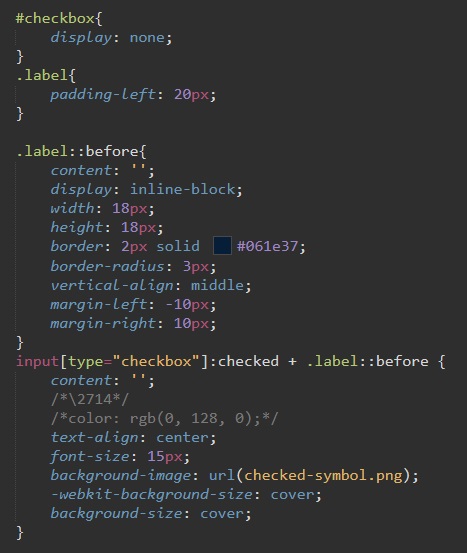 #checkbox{
    display: none;
}
.label{
    padding-left: 20px;
}

.label::before{
    content: '';
    display: inline-block;
    width: 18px;
    height: 18px;
    border: 2px solid #061e37;
    border-radius: 3px;
    vertical-align: middle;
    margin-left: -10px;
    margin-right: 10px;
}
input[type="checkbox"]:checked + .label::before {
    content: '';
    /*\2714*/
    /*color: rgb(0, 128, 0);*/
    text-align: center;
    font-size: 15px;
    background-image: url(checked-symbol.png);
    -webkit-background-size: cover;
    background-size: cover;
}